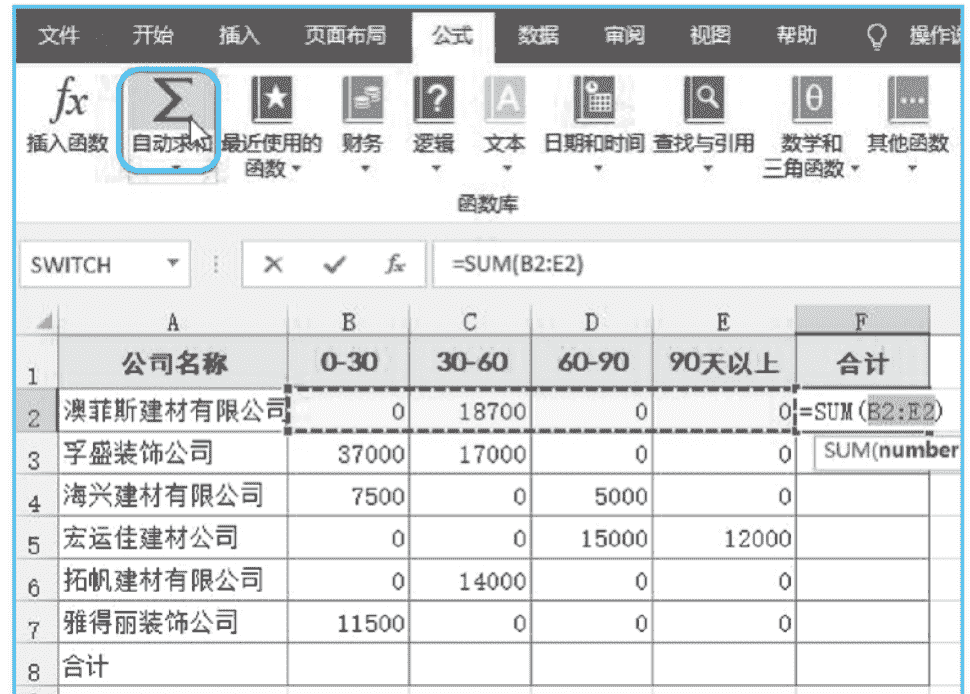 文件 开始 插入 页面布局 公式 数据 审阅 视图 帮助 操作说
fx Σ ? A θ ...
插入函数 自动求和 最近使用的 财务 逻辑 文本 日期和时间 查找与引用 数学和 其他函数
函数 三角函数
函数库
SWITCH fx =SUM(B2:E2)
A B C D E F
1 公司名称 0-30 30-60 60-90 90天以上 合计
2 澳菲斯建材有限公司 0 18700 0 0 =SUM(B2:E2)
3 孚盛装饰公司 37000 17000 0 0 SUM(number
4 海兴建材有限公司 7500 0 5000 0
5 宏运佳建材公司 0 0 15000 12000
6 拓帆建材有限公司 0 14000 0 0
7 雅得丽装饰公司 11500 0 0 0
8 合计